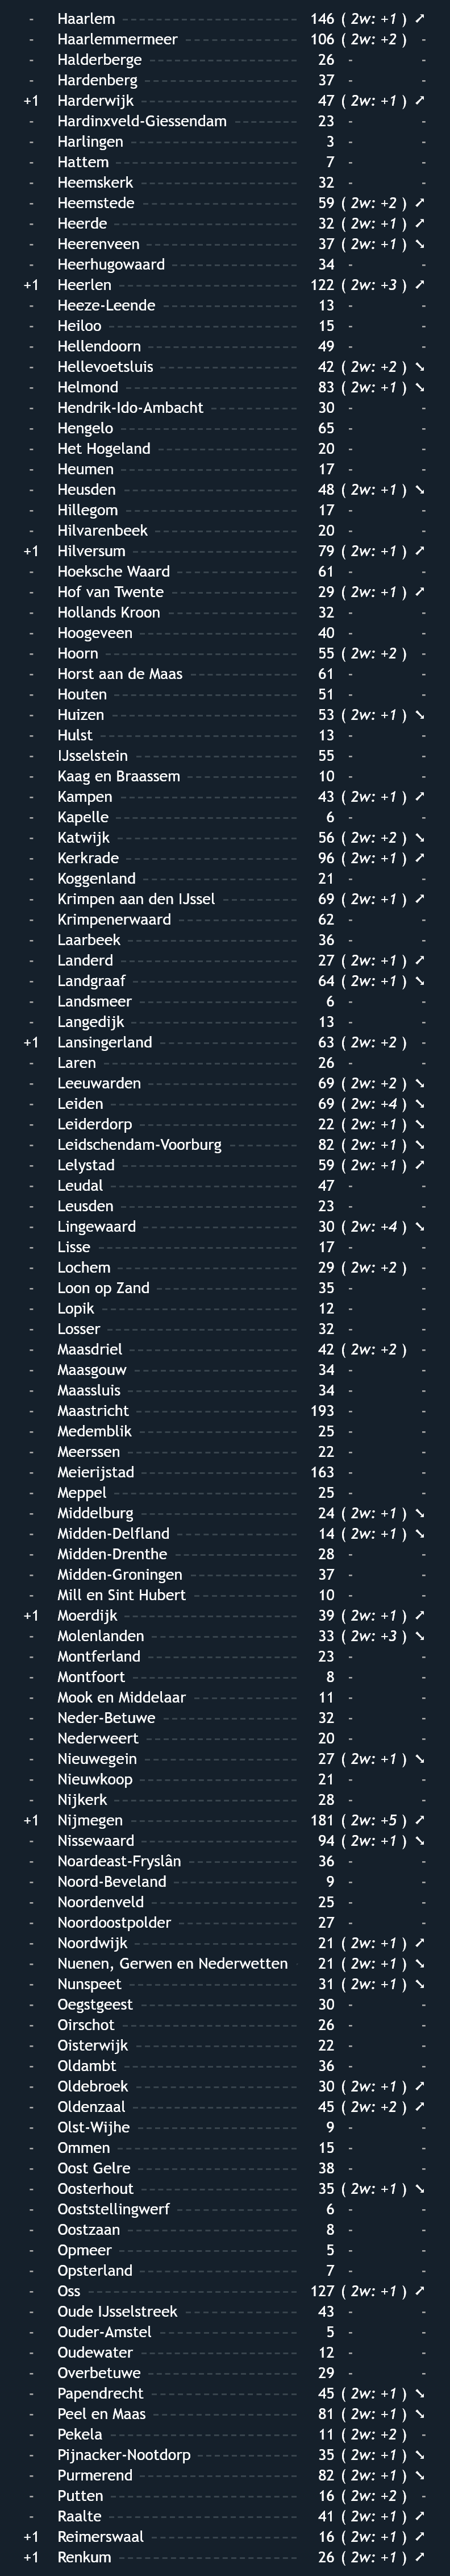 - Haarlem 146 ( 2w: +1 ) ➚
- Haarlemmermeer 106 ( 2w: +2 ) -
- Halderberge 26 - -
- Hardenberg 37 - -
+1 Harderwijk 47 ( 2w: +1 ) ➚
- Hardinxveld-Giessendam 23 - -
- Harlingen 3 - -
- Hattem 7 - -
- Heemskerk 32 - -
- Heemstede 59 ( 2w: +2 ) ➚
- Heerde 32 ( 2w: +1 ) ➚
- Heerenveen 37 ( 2w: +1 ) ➘
- Heerhugowaard 34 - -
+1 Heerlen 122 ( 2w: +3 ) ➚
- Heeze-Leende 13 - -
- Heiloo 15 - -
- Hellendoorn 49 - -
- Hellevoetsluis 42 ( 2w: +2 ) ➘
- Helmond 83 ( 2w: +1 ) ➘
- Hendrik-Ido-Ambacht 30 - -
- Hengelo 65 - -
- Het Hogeland 20 - -
- Heumen 17 - -
- Heusden 48 ( 2w: +1 ) ➘
- Hillegom 17 - -
- Hilvarenbeek 20 - -
+1 Hilversum 79 ( 2w: +1 ) ➚
- Hoeksche Waard 61 - -
- Hof van Twente 29 ( 2w: +1 ) ➚
- Hollands Kroon 32 - -
- Hoogeveen 40 - -
- Hoorn 55 ( 2w: +2 ) -
- Horst aan de Maas 61 - -
- Houten 51 - -
- Huizen 53 ( 2w: +1 ) ➘
- Hulst 13 - -
- IJsselstein 55 - -
- Kaag en Braassem 10 - -
- Kampen 43 ( 2w: +1 ) ➚
- Kapelle 6 - -
- Katwijk 56 ( 2w: +2 ) ➘
- Kerkrade 96 ( 2w: +1 ) ➚
- Koggenland 21 - -
- Krimpen aan den IJssel 69 ( 2w: +1 ) ➚
- Krimpenerwaard 62 - -
- Laarbeek 36 - -
- Landerd 27 ( 2w: +1 ) ➚
- Landgraaf 64 ( 2w: +1 ) ➘
- Landsmeer 6 - -
- Langedijk 13 - -
+1 Lansingerland 63 ( 2w: +2 ) -
- Laren 26 - -
- Leeuwarden 69 ( 2w: +2 ) ➘
- Leiden 69 ( 2w: +4 ) ➘
- Leiderdorp 22 ( 2w: +1 ) ➘
- Leidschendam-Voorburg 82 ( 2w: +1 ) ➘
- Lelystad 59 ( 2w: +1 ) ➚
- Leudal 47 - -
- Leusden 23 - -
- Lingewaard 30 ( 2w: +4 ) ➘
- Lisse 17 - -
- Lochem 29 ( 2w: +2 ) -
- Loon op Zand 35 - -
- Lopik 12 - -
- Losser 32 - -
- Maasdriel 42 ( 2w: +2 ) -
- Maasgouw 34 - -
- Maassluis 34 - -
- Maastricht 193 - -
- Medemblik 25 - -
- Meerssen 22 - -
- Meierijstad 163 - -
- Meppel 25 - -
- Middelburg 24 ( 2w: +1 ) ➘
- Midden-Delfland 14 ( 2w: +1 ) ➘
- Midden-Drenthe 28 - -
- Midden-Groningen 37 - -
- Mill en Sint Hubert 10 - -
+1 Moerdijk 39 ( 2w: +1 ) ➚
- Molenlanden 33 ( 2w: +3 ) ➘
- Montferland 23 - -
- Montfoort 8 - -
- Mook en Middelaar 11 - -
- Neder-Betuwe 32 - -
- Nederweert 20 - -
- Nieuwegein 27 ( 2w: +1 ) ➘
- Nieuwkoop 21 - -
- Nijkerk 28 - -
+1 Nijmegen 181 ( 2w: +5 ) ➚
- Nissewaard 94 ( 2w: +1 ) ➘
- Noardeast-Fryslân 36 - -
- Noord-Beveland 9 - -
- Noordenveld 25 - -
- Noordoostpolder 27 - -
- Noordwijk 21 ( 2w: +1 ) ➚
- Nuenen, Gerwen en Nederwetten 21 ( 2w: +1 ) ➘
- Nunspeet 31 ( 2w: +1 ) ➘
- Oegstgeest 30 - -
- Oirschot 26 - -
- Oisterwijk 22 - -
- Oldambt 36 - -
- Oldebroek 30 ( 2w: +1 ) ➚
- Oldenzaal 45 ( 2w: +2 ) ➚
- Olst-Wijhe 9 - -
- Ommen 15 - -
- Oost Gelre 38 - -
- Oosterhout 35 ( 2w: +1 ) ➘
- Ooststellingwerf 6 - -
- Oostzaan 8 - -
- Opmeer 5 - -
- Opsterland 7 - -
- Oss 127 ( 2w: +1 ) ➚
- Oude IJsselstreek 43 - -
- Ouder-Amstel 5 - -
- Oudewater 12 - -
- Overbetuwe 29 - -
- Papendrecht 45 ( 2w: +1 ) ➘
- Peel en Maas 81 ( 2w: +1 ) ➘
- Pekela 11 ( 2w: +2 ) -
- Pijnacker-Nootdorp 35 ( 2w: +1 ) ➘
- Purmerend 82 ( 2w: +1 ) ➘
- Putten 16 ( 2w: +2 ) -
- Raalte 41 ( 2w: +1 ) ➚
+1 Reimerswaal 16 ( 2w: +1 ) ➚
+1 Renkum 26 ( 2w: +1 ) ➚